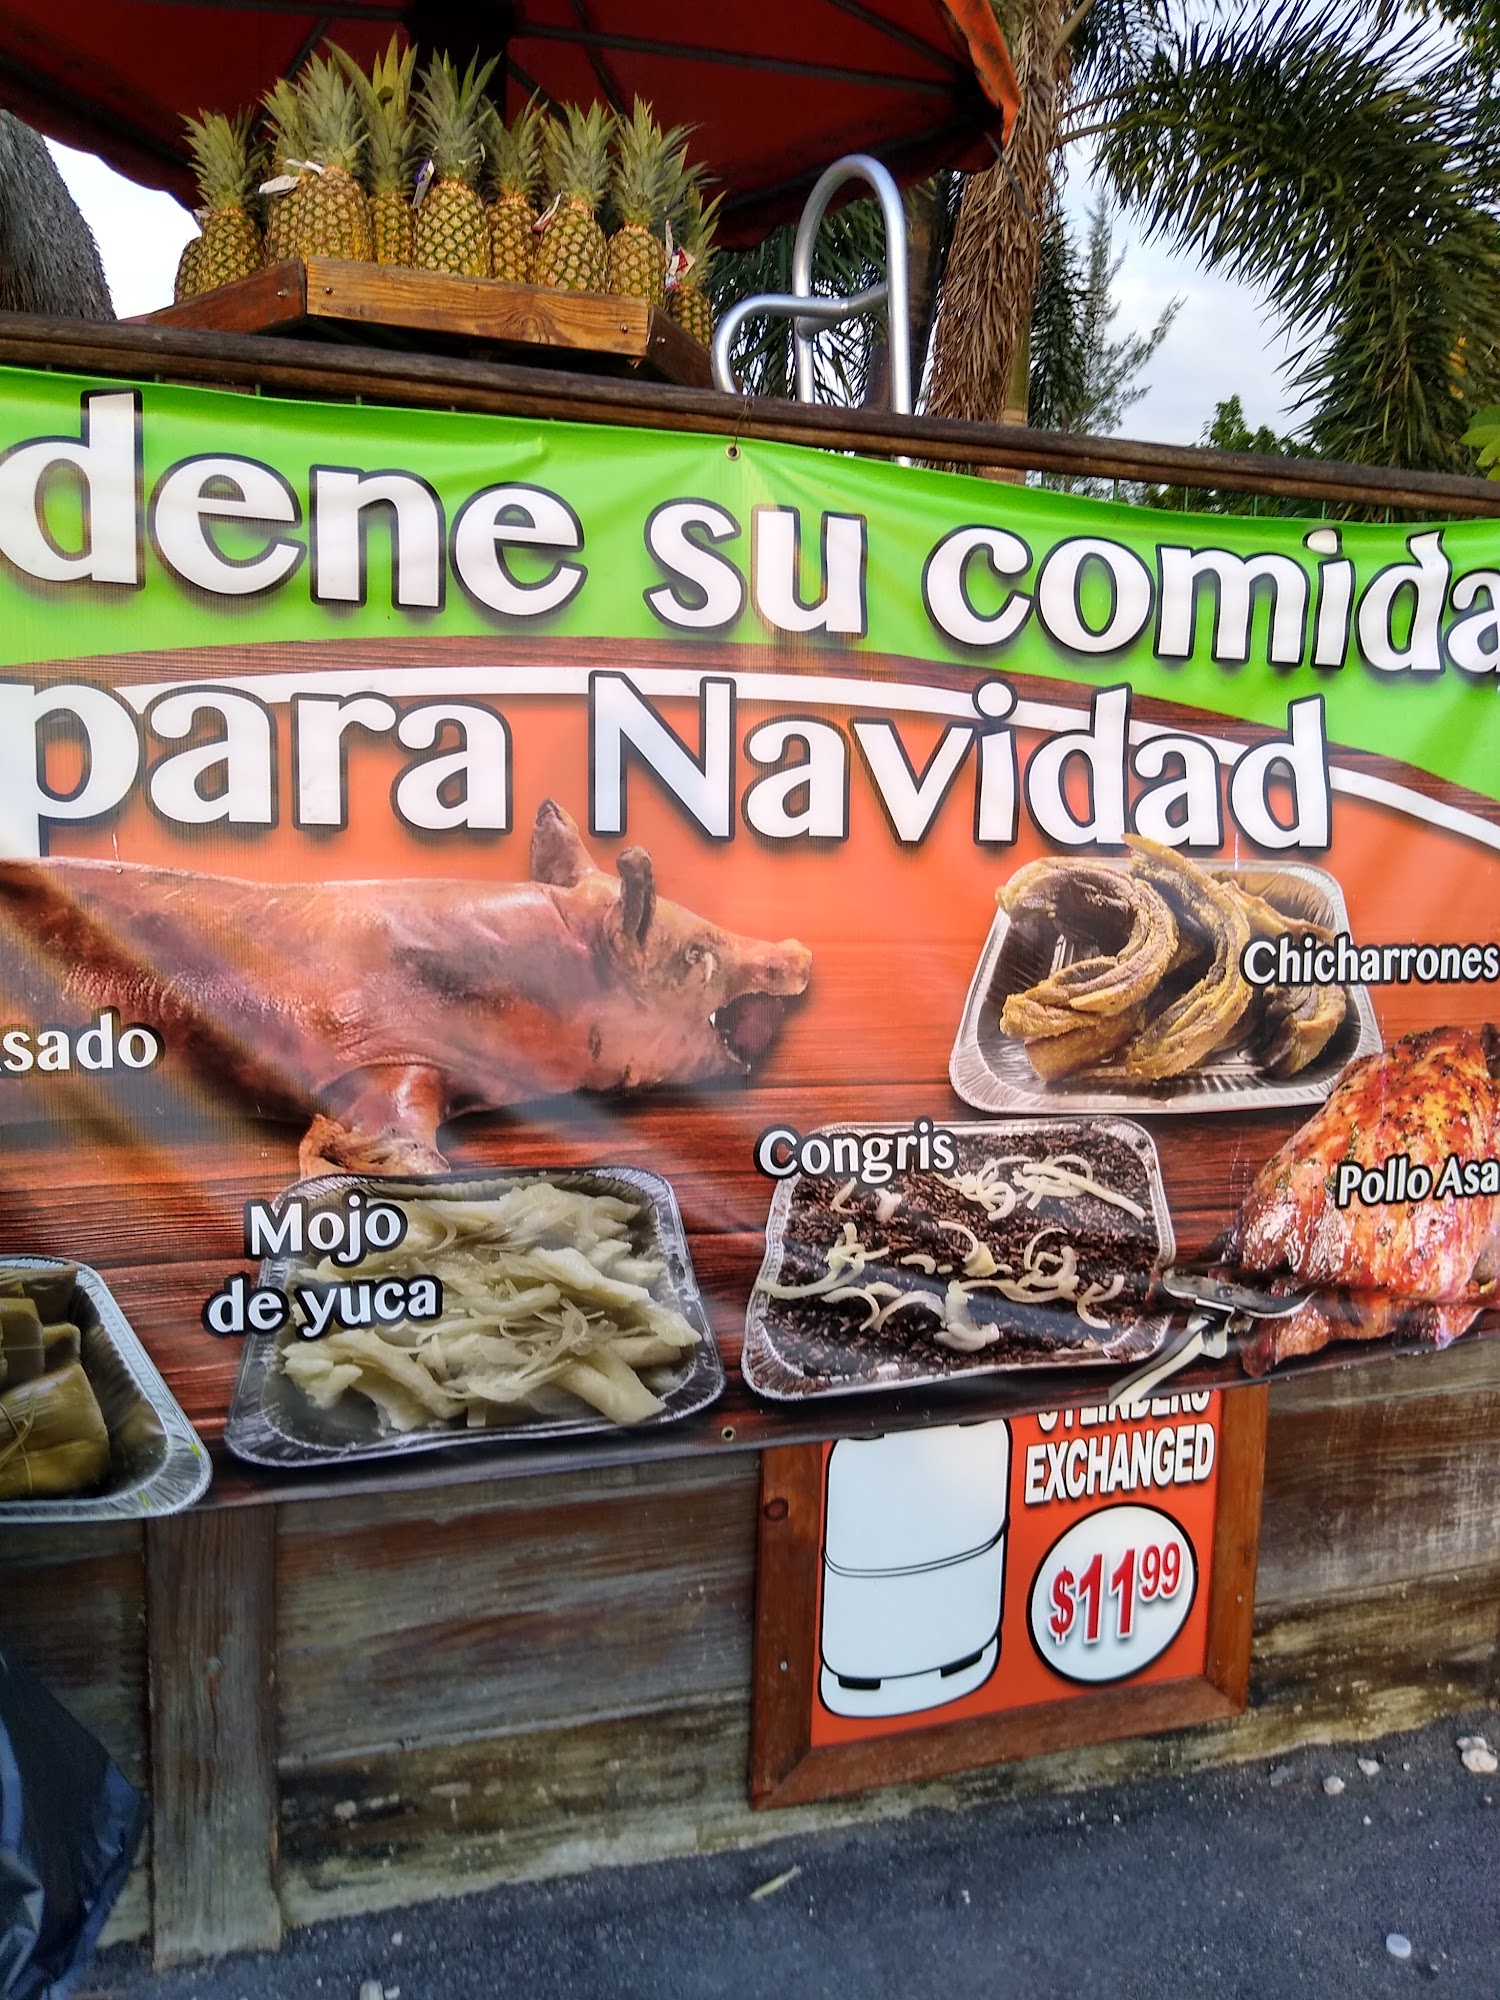 dene su comida
para Navidad
Chicharrones
sado
Congris
Pollo Asa
Mojo
de yuca
EXCHANGED
$11.99